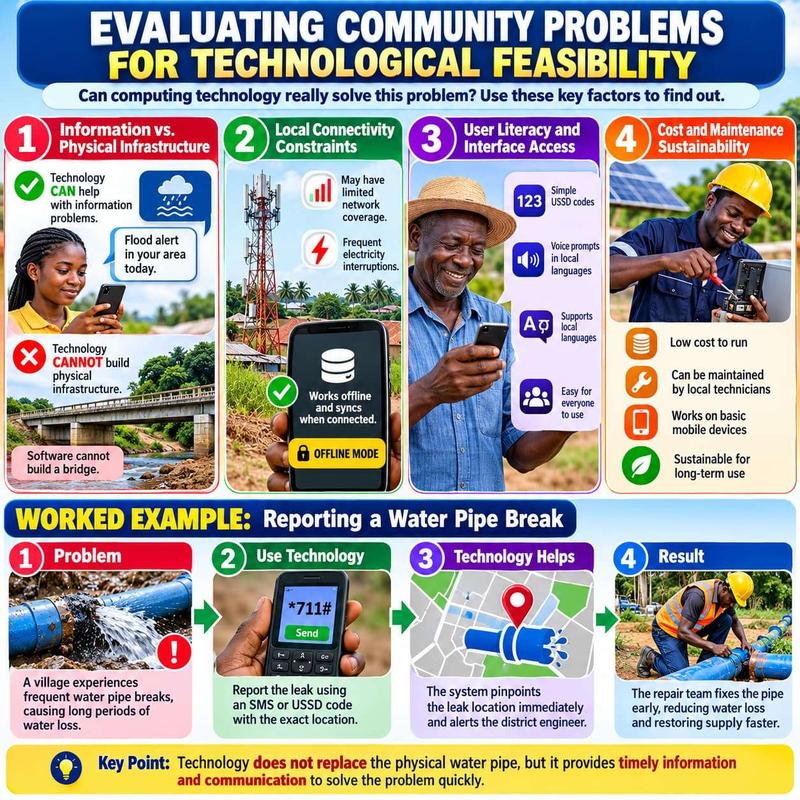 EVALUATING COMMUNITY PROBLEMS
FOR TECHNOLOGICAL FEASIBILITY
Can computing technology really solve this problem? Use these key factors to find out.
1 Information vs.
Physical Infrastructure
Technology
CAN help
with information
problems.
Flood alert
in your area
today.
Technology
CANNOT build
physical
infrastructure.
Software cannot
build a bridge.
2 Local Connectivity
Constraints
May have
limited
network
coverage.
Frequent
electricity
interruptions.
Works offline
and syncs
when connected.
OFFLINE MODE
3 User Literacy and
Interface Access
123
Simple
USSD codes
Voice prompts
in local
languages
A
Supports
local
languages
Easy for
everyone
to use
4 Cost and Maintenance
Sustainability
Low cost to run
Can be maintained
by local technicians
Works on basic
mobile devices
Sustainable for
long-term use
WORKED EXAMPLE: Reporting a Water Pipe Break
1 Problem
!
A village experiences
frequent water pipe breaks,
causing long periods of
water loss.
2 Use Technology
*711#
Send
Report the leak using
an SMS or USSD code
with the exact location.
3 Technology Helps
The system pinpoints
the leak location immediately
and alerts the district engineer.
4 Result
The repair team fixes the pipe
early, reducing water loss
and restoring supply faster.
Key Point: Technology does not replace the physical water pipe, but it provides timely information
and communication to solve the problem quickly.